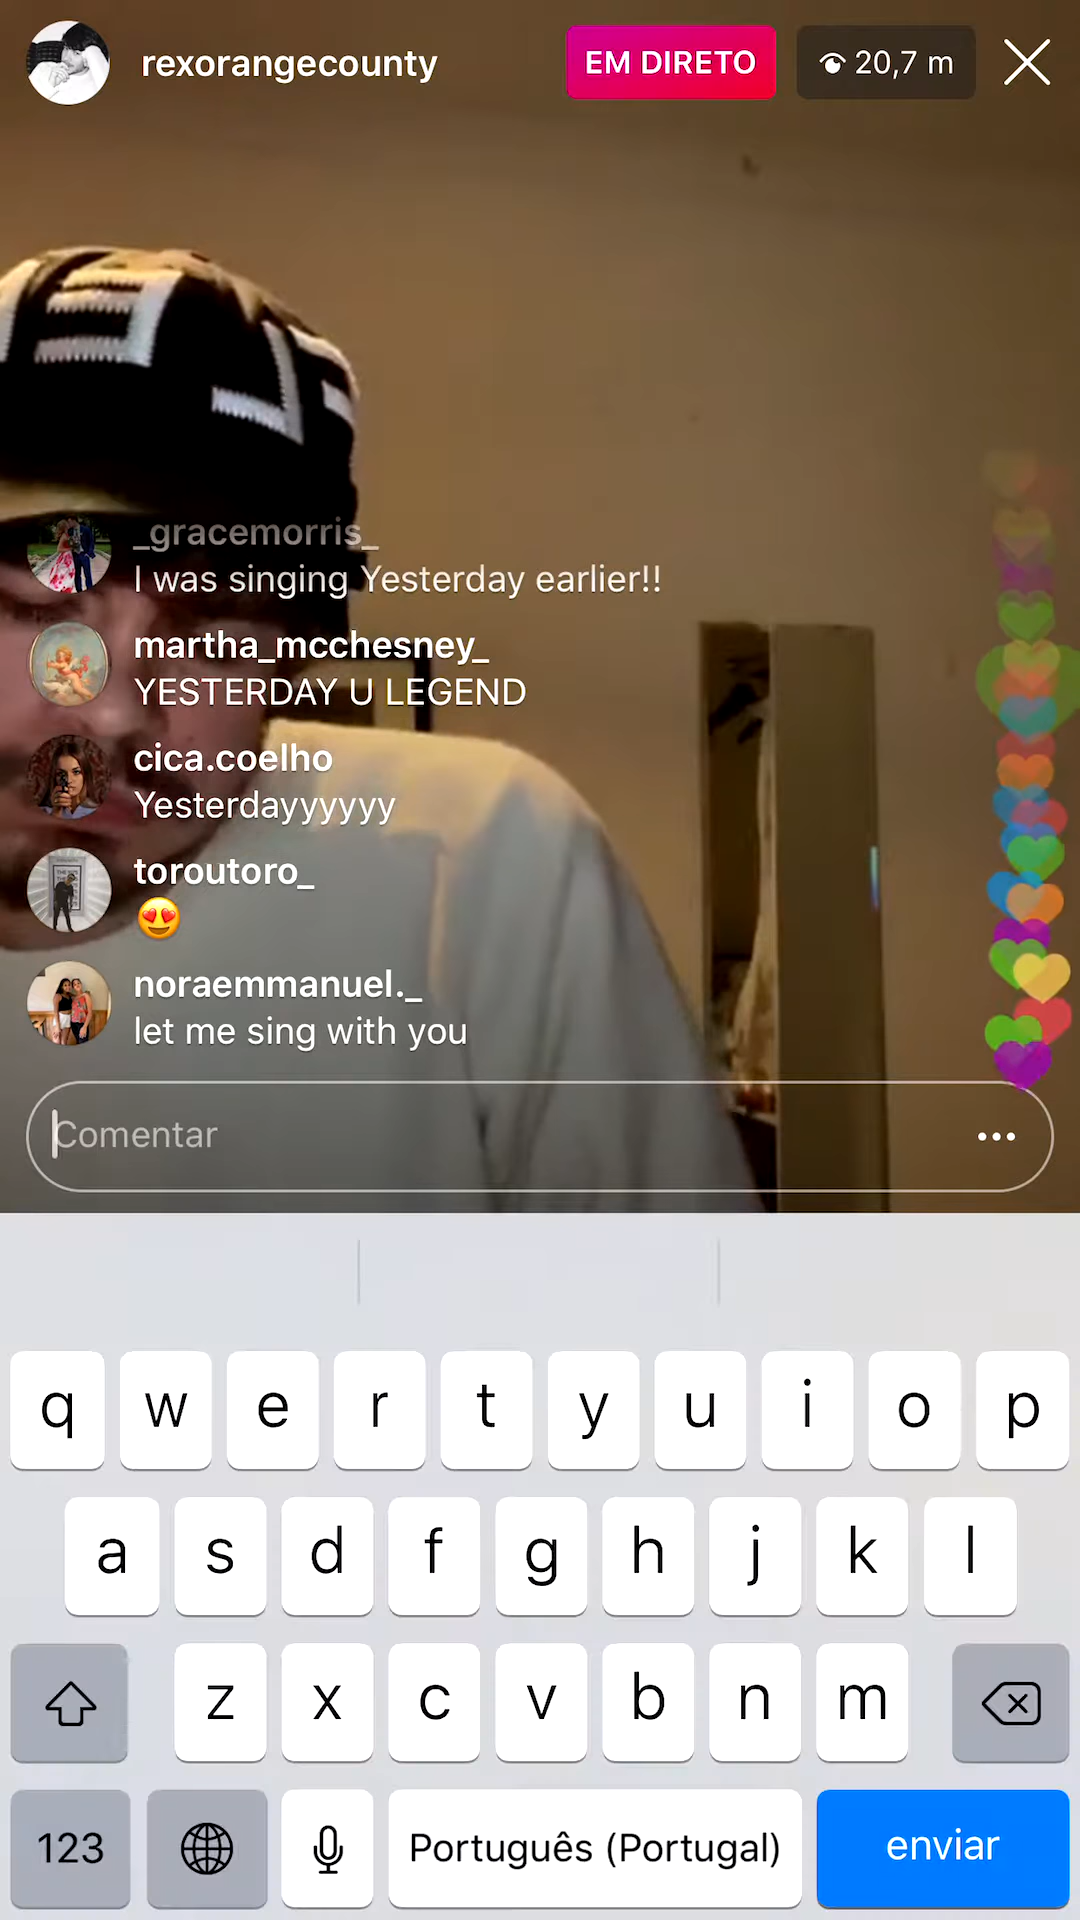 rexorangecounty
EM DIRETO
20,7 m
_gracemorris_
I was singing Yesterday earlier!!
martha_mcchesney_
YESTERDAY U LEGEND
cica.coelho
Yesterdayyyyyy
toroutoro_
😍
noraemmanuel._
let me sing with you
Comentar
q w e r t y u i o p
a s d f g h j k l
z x c v b n m
123
Português (Portugal)
enviar